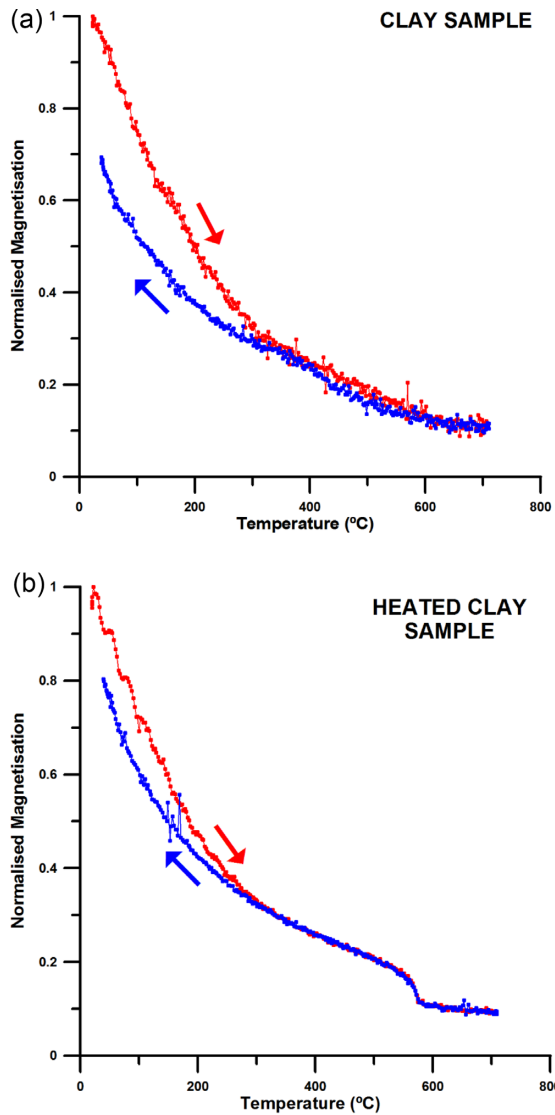 (a)
CLAY SAMPLE
1
0.8
0.6
0.4
0.2
0
Normalised Magnetisation
0 200 400 600 800
Temperature (ºC)
(b)
HEATED CLAY
SAMPLE
1
0.8
0.6
0.4
0.2
0
Normalised Magnetisation
0 200 400 600 800
Temperature (ºC)